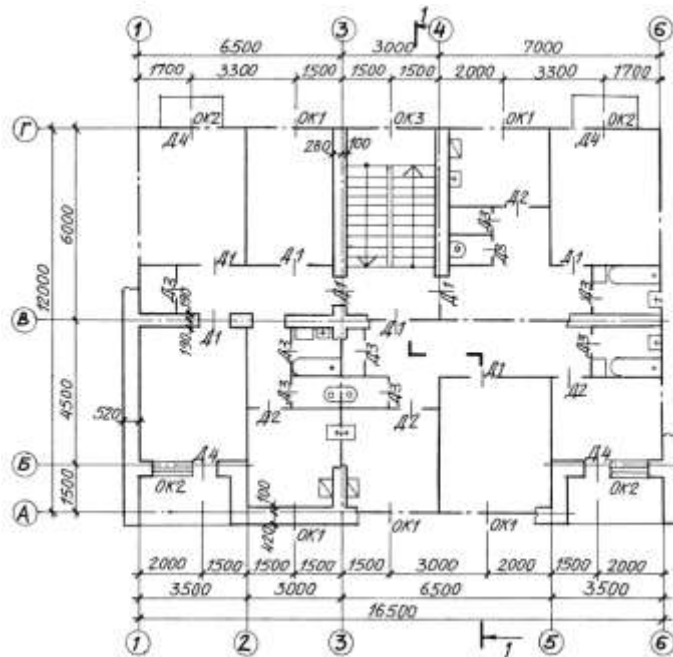 1
1 3 4 6
6500 3000 7000
1700 3300 1500 1500 1500 2000 3300 1700
Г ОК2 ОК1 ОК3 ОК1 ОК2
Д4 280 100 Д4
Д2
Д3
Д3
6000
Д1 Д1 Д1
12000
Д3 190 Д1 Д1
В
190 Д1 Д1
Д3 Д3 Д3
Д1
4500
Д3 Д3 Д2
520 Д2 Д2
Д4 Д4
Б
ОК2 ОК2
1500 100
А
420 ОК1 ОК1 ОК1
2000 1500 1500 1500 1500 3000 2000 1500 2000
3500 3000 6500 3500
16500
1 2 3 5 6
1